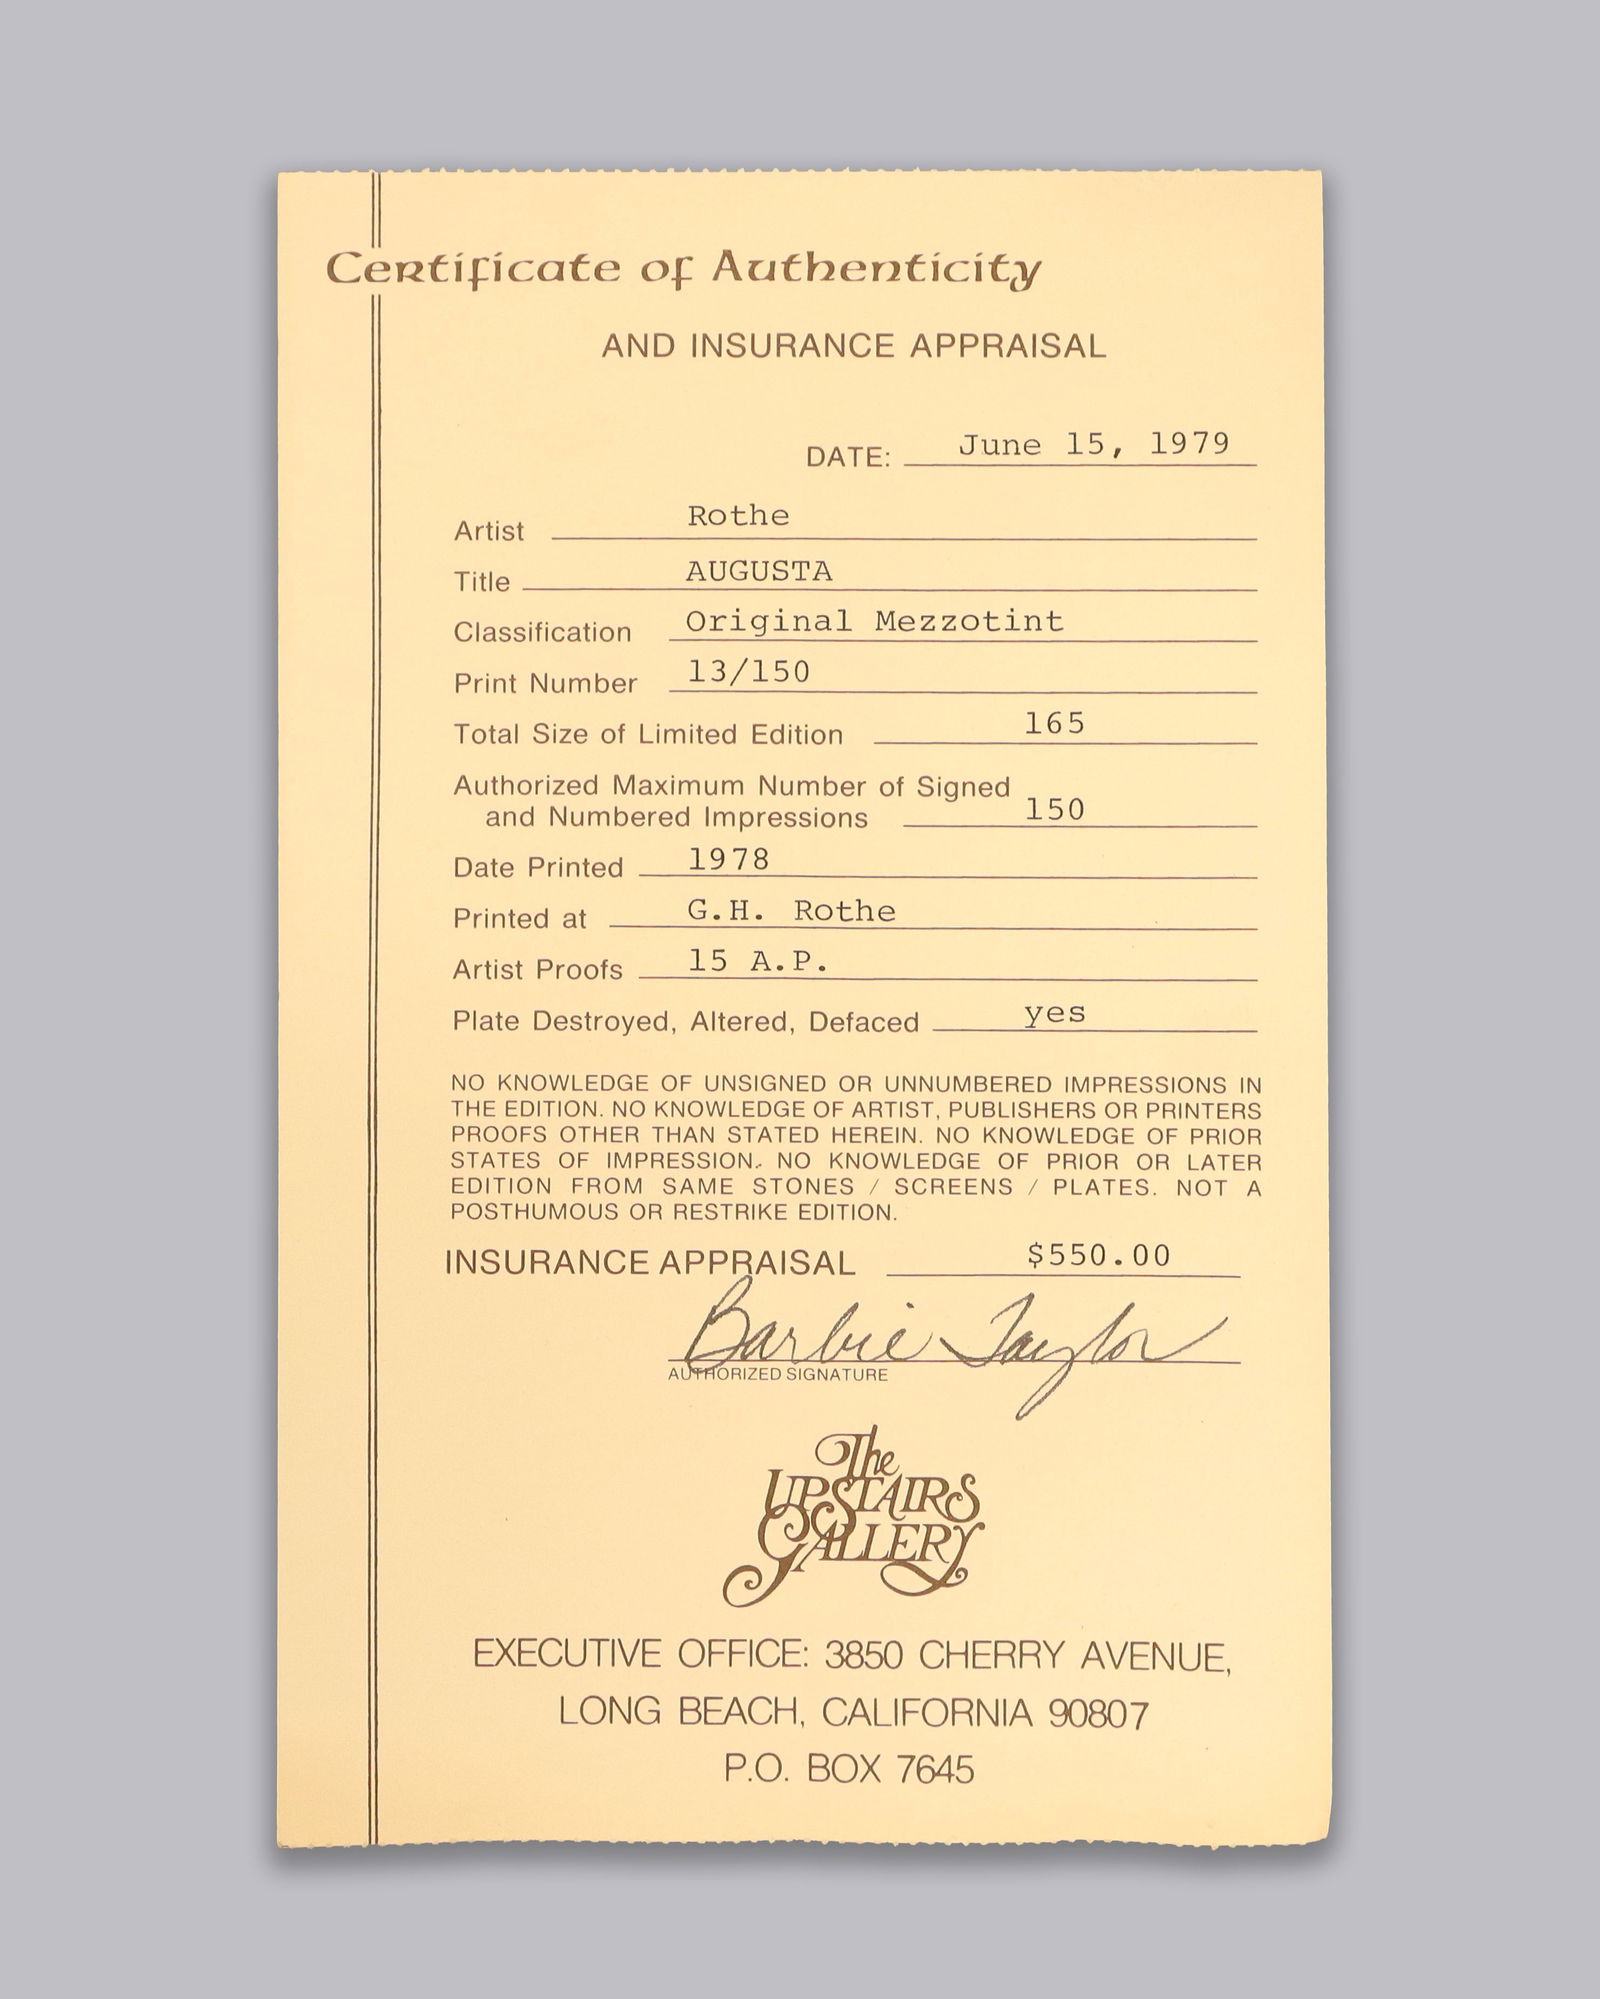 Certificate of Authenticity
AND INSURANCE APPRAISAL
DATE: June 15, 1979
Artist Rothe
Title AUGUSTA
Classification Original Mezzotint
Print Number 13/150
Total Size of Limited Edition 165
Authorized Maximum Number of Signed
and Numbered Impressions 150
Date Printed 1978
Printed at G.H. Rothe
Artist Proofs 15 A.P.
Plate Destroyed, Altered, Defaced yes
NO KNOWLEDGE OF UNSIGNED OR UNNUMBERED IMPRESSIONS IN
THE EDITION. NO KNOWLEDGE OF ARTIST, PUBLISHERS OR PRINTERS
PROOFS OTHER THAN STATED HEREIN. NO KNOWLEDGE OF PRIOR
STATES OF IMPRESSION. NO KNOWLEDGE OF PRIOR OR LATER
EDITION FROM SAME STONES / SCREENS / PLATES. NOT A
POSTHUMOUS OR RESTRIKE EDITION.
INSURANCE APPRAISAL $550.00
Barbie Taylor
AUTHORIZED SIGNATURE
The
UPSTAIRS
GALLERY
EXECUTIVE OFFICE: 3850 CHERRY AVENUE,
LONG BEACH, CALIFORNIA 90807
P.O. BOX 7645